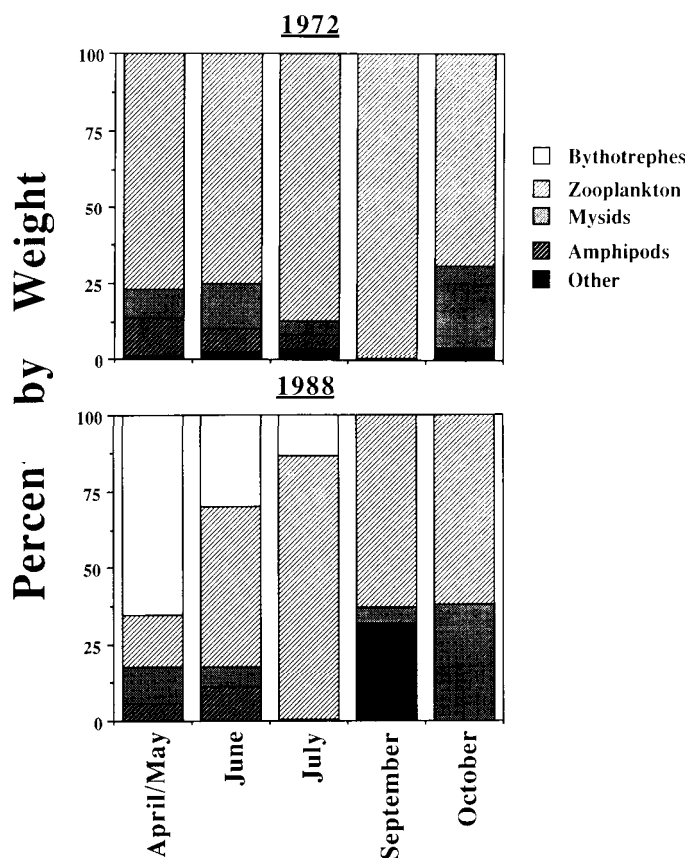 1972
100
75
50
25
0
Bythotrephes
Zooplankton
Mysids
Amphipods
Other
Percen by Weight
1988
100
75
50
25
0
April/May
June
July
September
October